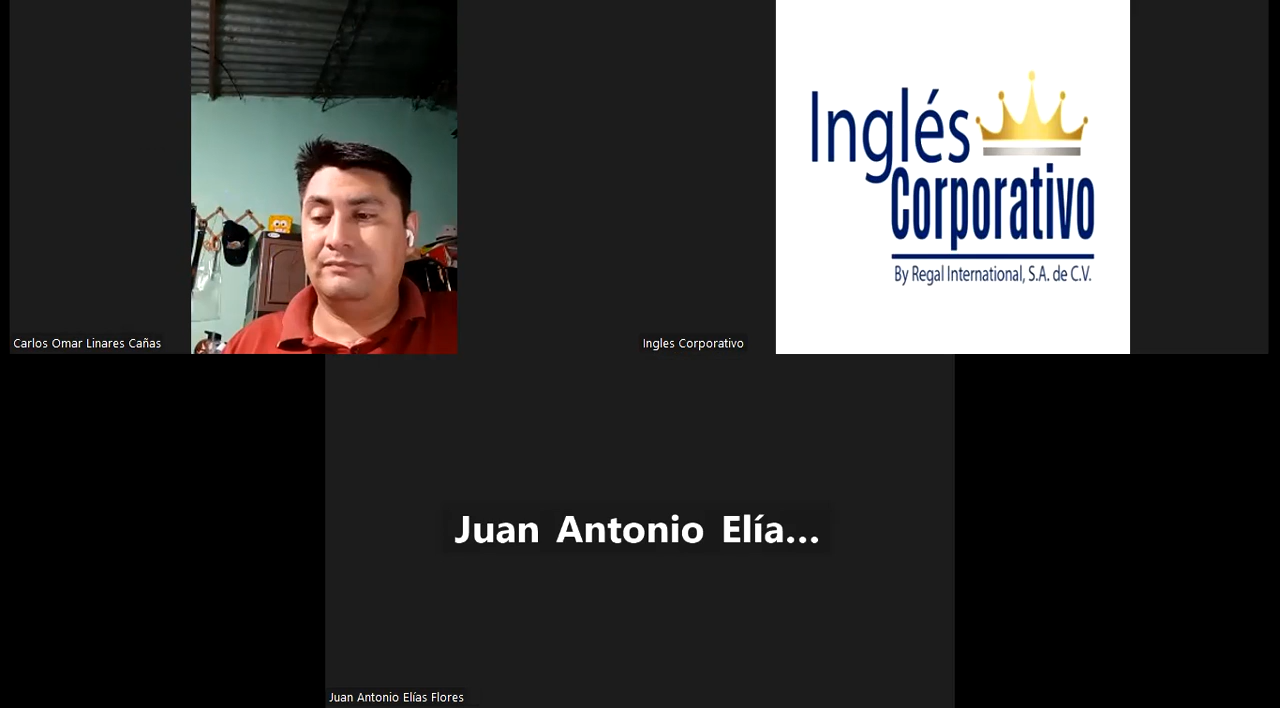 Inglés
Corporativo
By Regal International, S.A. de C.V.
Carlos Omar Linares Cañas
Ingles Corporativo
Juan Antonio Elía...
Juan Antonio Elías Flores